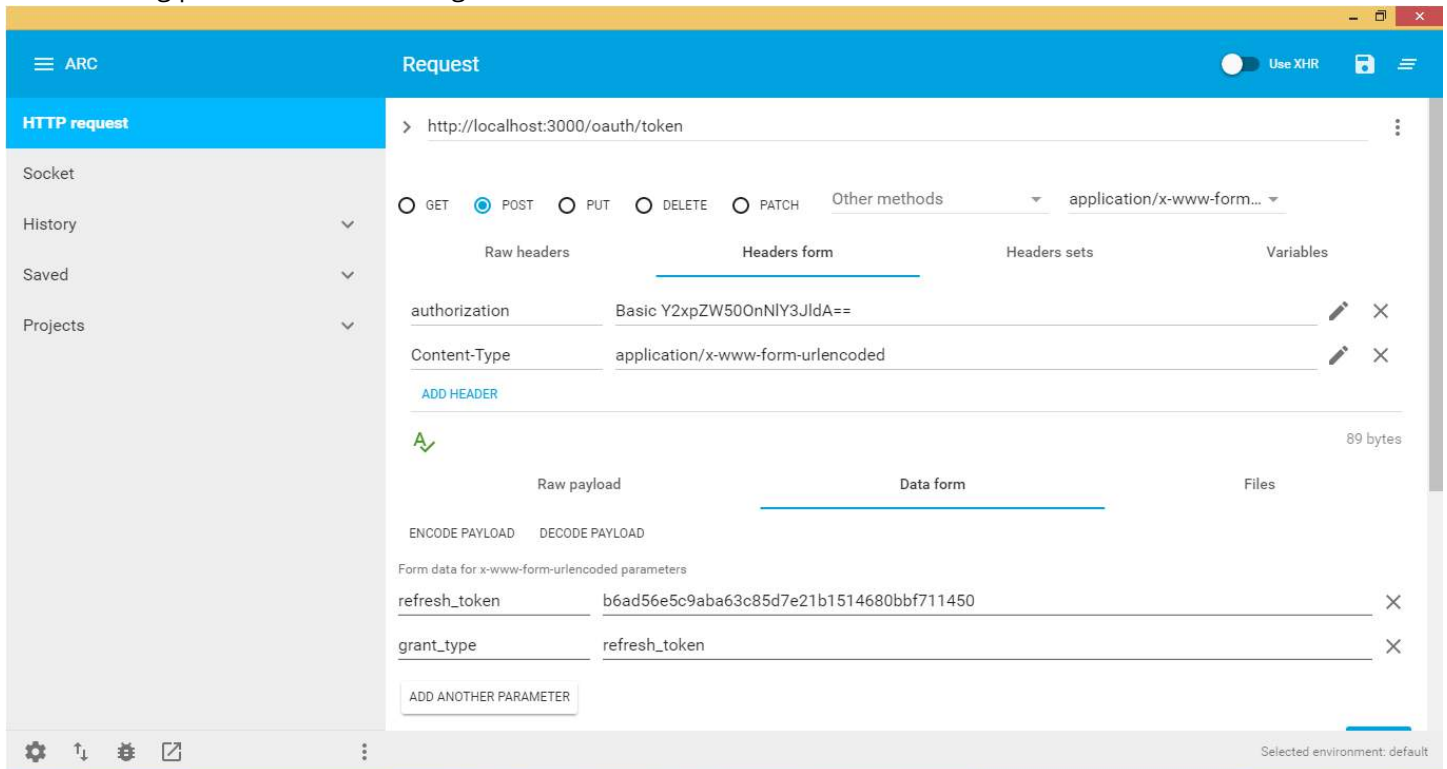 ARC
Request
Use XHR
HTTP request
http://localhost:3000/oauth/token
Socket
GET POST PUT DELETE PATCH Other methods application/x-www-form...
History
Raw headers Headers form Headers sets Variables
Saved
authorization Basic Y2xpZW50OnNlY3JldA==
Projects
Content-Type application/x-www-form-urlencoded
ADD HEADER
89 bytes
Raw payload Data form Files
ENCODE PAYLOAD DECODE PAYLOAD
Form data for x-www-form-urlencoded parameters
refresh_token b6ad56e5c9aba63c85d7e21b1514680bbf711450
grant_type refresh_token
ADD ANOTHER PARAMETER
Selected environment: default